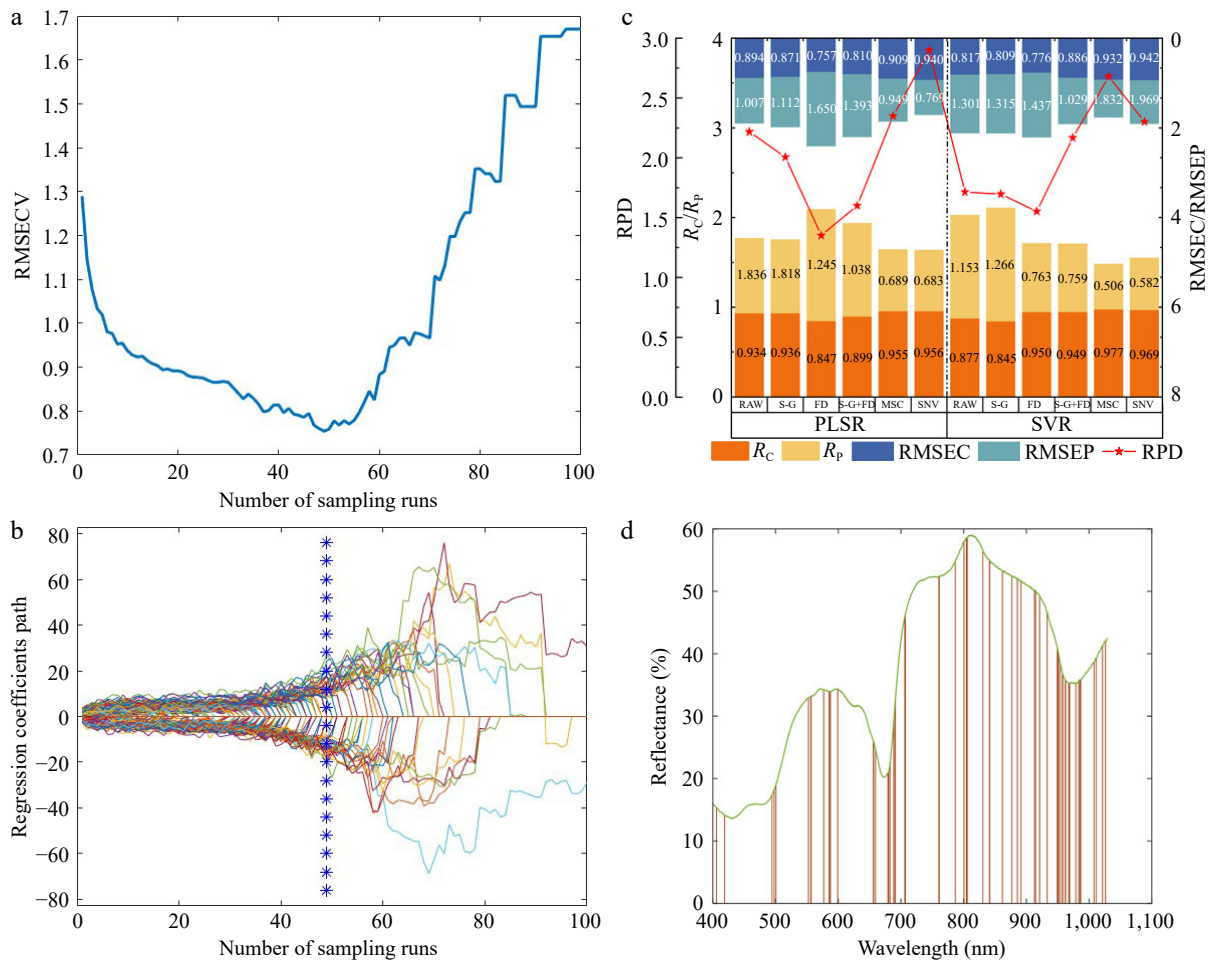 a
1.7
1.6
1.5
1.4
1.3
1.2
1.1
1.0
0.9
0.8
0.7
RMSECV
0 20 40 60 80 100
Number of sampling runs
c
3.0
2.5
2.0
1.5
1.0
0.5
0.0
RPD
4
3
2
1
0
R_C/R_P
0
2
4
6
8
RMSEC/RMSEP
0.894 0.871 0.757 0.810 0.909 0.940 0.817 0.809 0.776 0.886 0.932 0.942
1.007 1.112 1.650 1.393 0.949 0.769 1.301 1.315 1.437 1.029 1.832 1.969
1.836 1.818 1.245 1.038 0.689 0.683 1.153 1.266 0.763 0.759 0.506 0.582
0.934 0.936 0.847 0.899 0.955 0.956 0.877 0.845 0.950 0.949 0.977 0.969
RAW S-G FD S-G+FD MSC SNV RAW S-G FD S-G+FD MSC SNV
PLSR SVR
R_C R_P RMSEC RMSEP RPD
b
80
60
40
20
0
−20
−40
−60
−80
Regression coefficients path
0 20 40 60 80 100
Number of sampling runs
d
60
50
40
30
20
10
0
Reflectance (%)
400 500 600 700 800 900 1,000 1,100
Wavelength (nm)